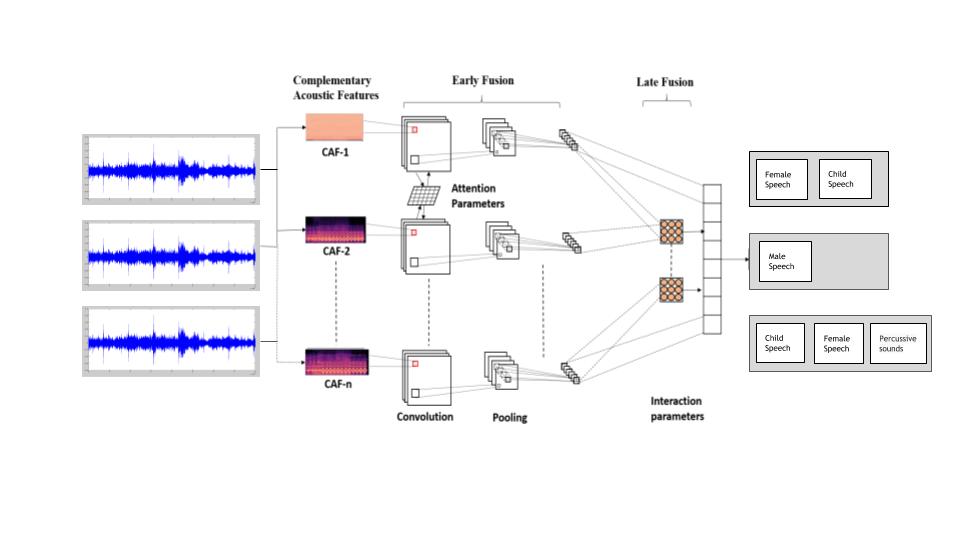 Complementary
Acoustic Features
Early Fusion
Late Fusion
CAF-1
Attention
Parameters
CAF-2
CAF-n
Convolution
Pooling
Interaction
parameters
Female
Speech
Child
Speech
Male
Speech
Child
Speech
Female
Speech
Percussive
sounds